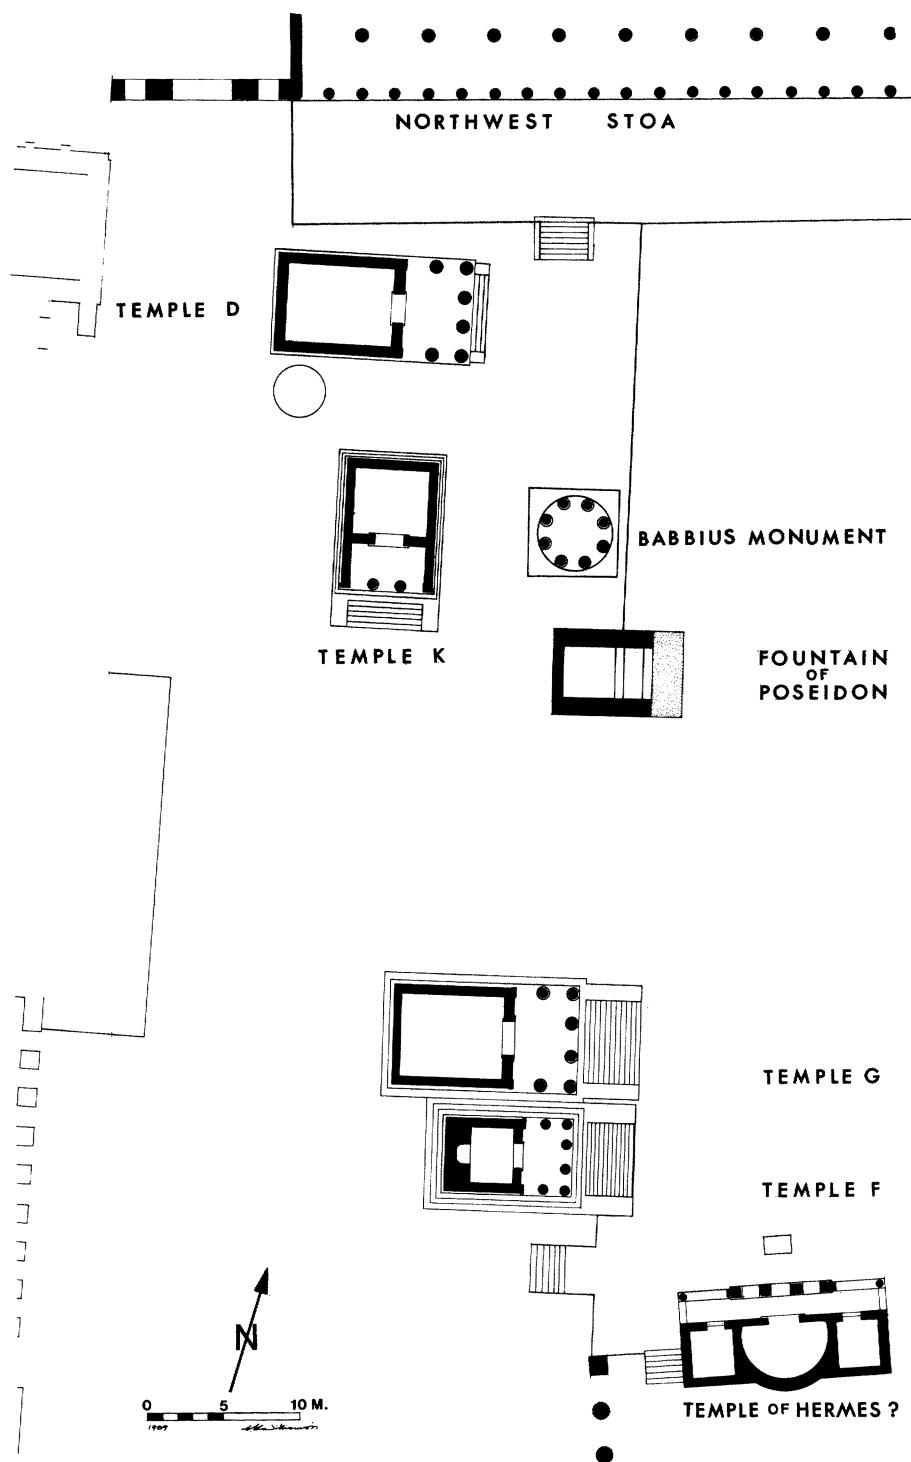 NORTHWEST STOA
TEMPLE D
BABBIUS MONUMENT
TEMPLE K
FOUNTAIN
OF
POSEIDON
TEMPLE G
TEMPLE F
N
0 5 10 M.
TEMPLE OF HERMES ?